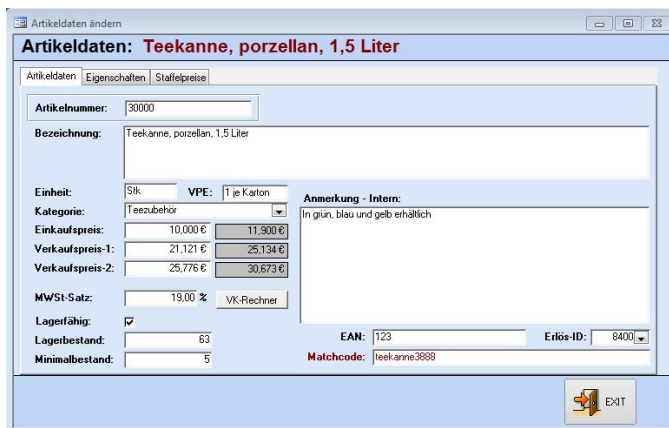 Artikeldaten ändern
Artikeldaten: Teekanne, porzellan, 1,5 Liter
Artikeldaten Eigenschaften Staffelpreise
Artikelnummer: 30000
Bezeichnung: Teekanne, porzellan, 1,5 Liter
Einheit: Stk VPE: 1 je Karton
Kategorie: Teezubehör
Einkaufspreis: 10,000 € 11,900 €
Verkaufspreis-1: 21,121 € 25,134 €
Verkaufspreis-2: 25,776 € 30,673 €
MWSt-Satz: 19,00 % VK-Rechner
Lagerfähig:
Lagerbestand: 63
Minimalbestand: 5
Anmerkung - Intern:
In grün, blau und gelb erhältlich
EAN: 123 Erlös-ID: 8400
Matchcode: teekanne3888
EXIT